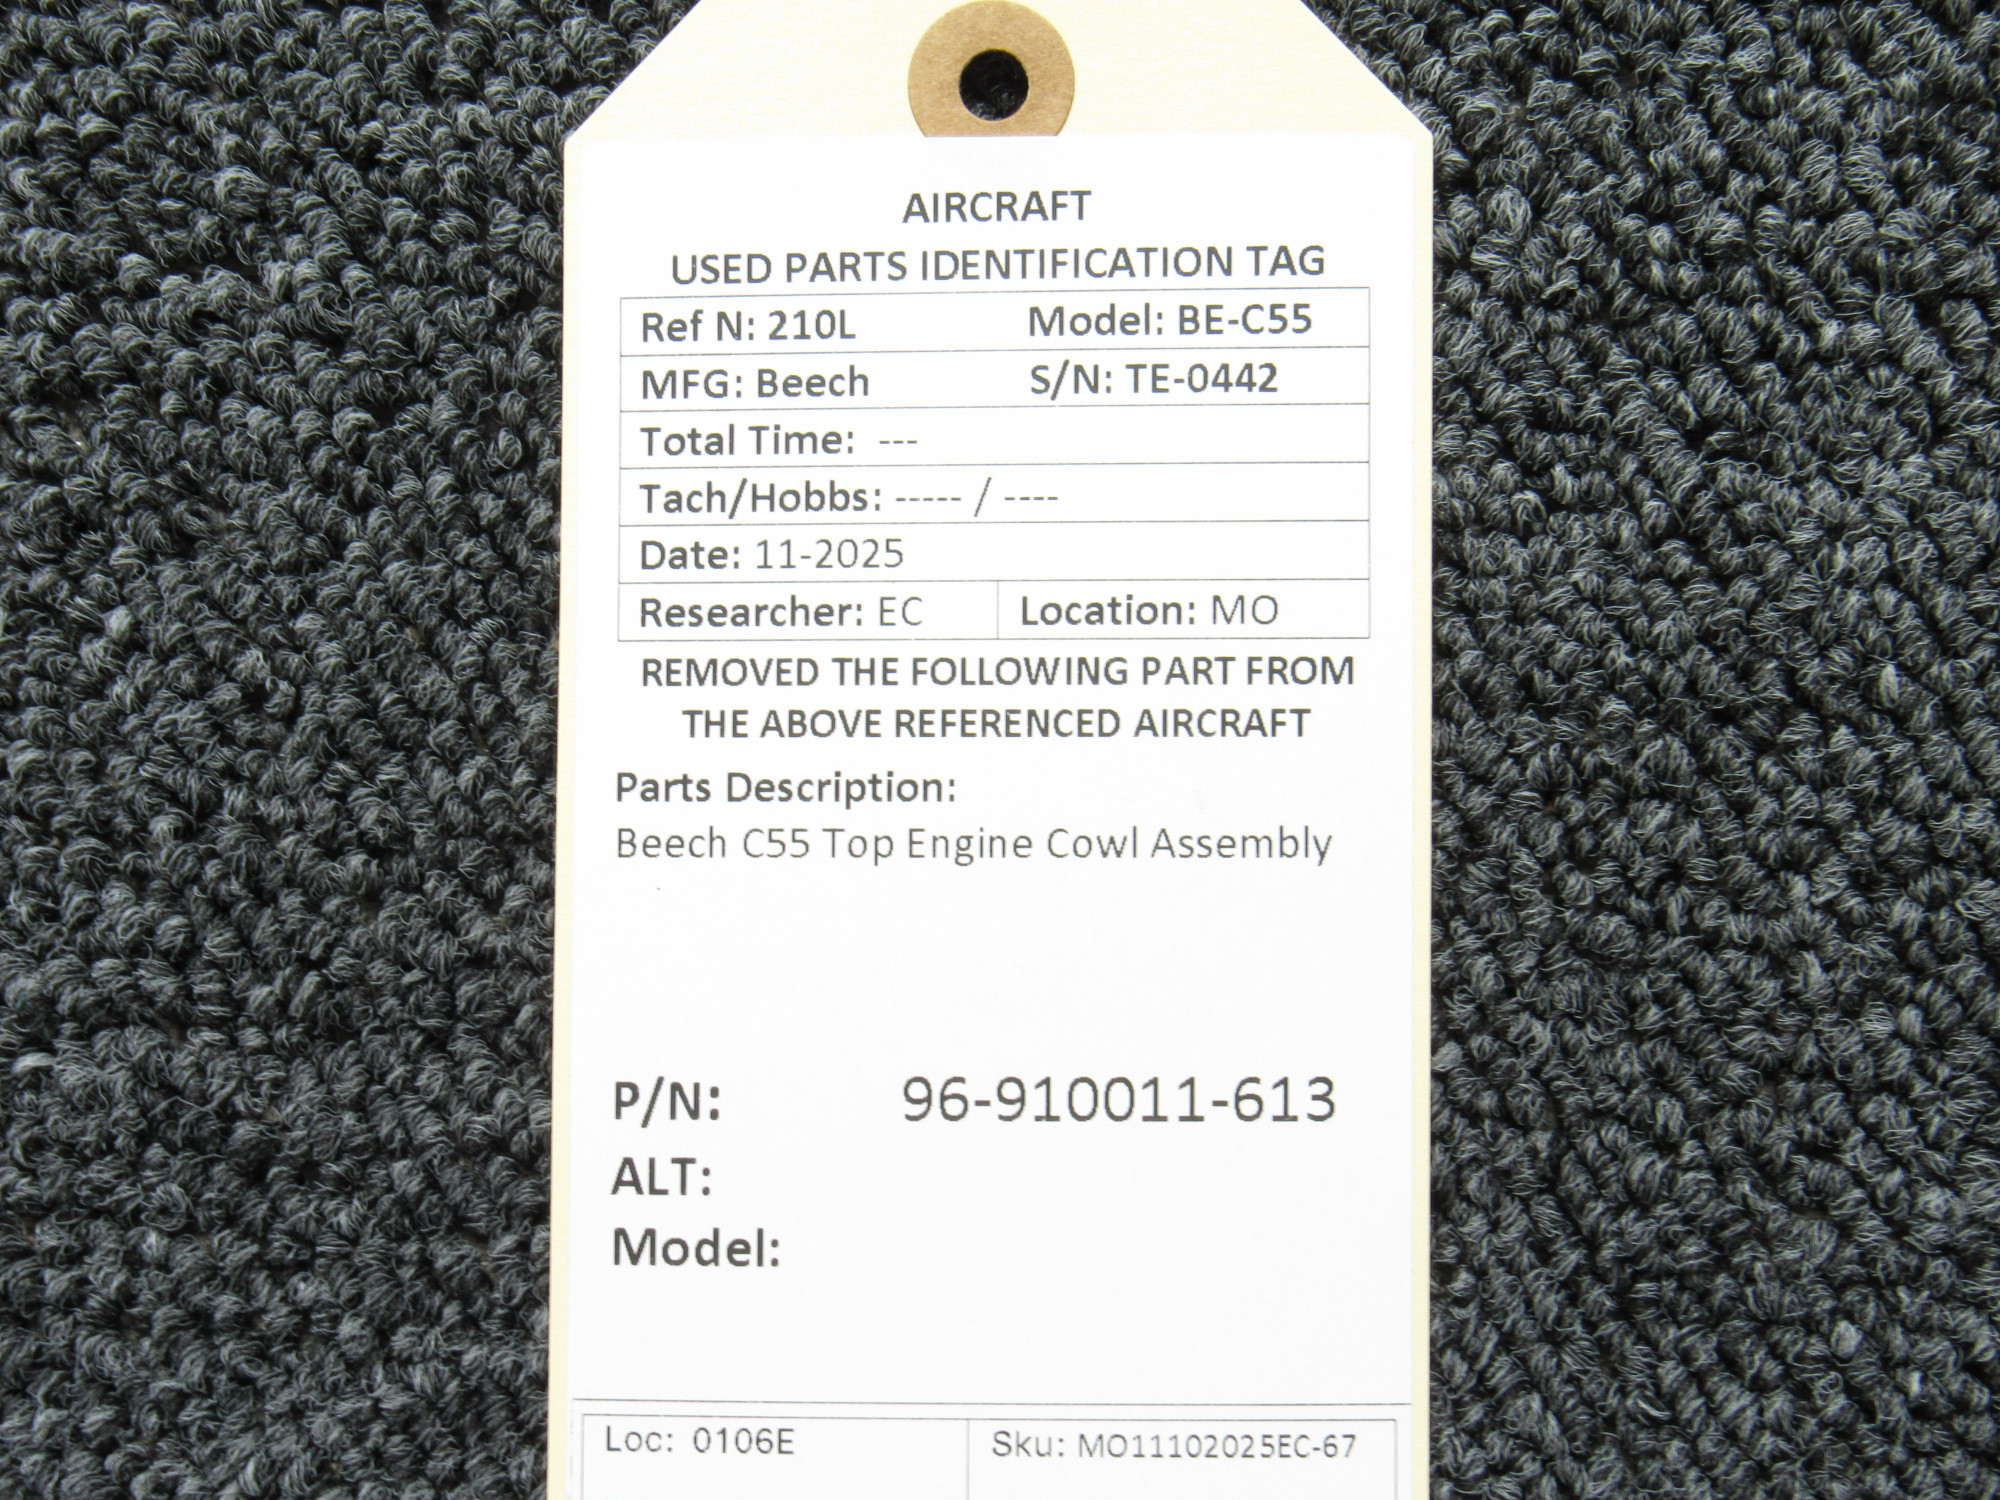 AIRCRAFT
USED PARTS IDENTIFICATION TAG
Ref N: 210L Model: BE-C55
MFG: Beech S/N: TE-0442
Total Time: ---
Tach/Hobbs: ----- / ----
Date: 11-2025
Researcher: EC Location: MO
REMOVED THE FOLLOWING PART FROM
THE ABOVE REFERENCED AIRCRAFT
Parts Description:
Beech C55 Top Engine Cowl Assembly
P/N: 96-910011-613
ALT:
Model:
Loc: 0106E Sku: MO11102025EC-67